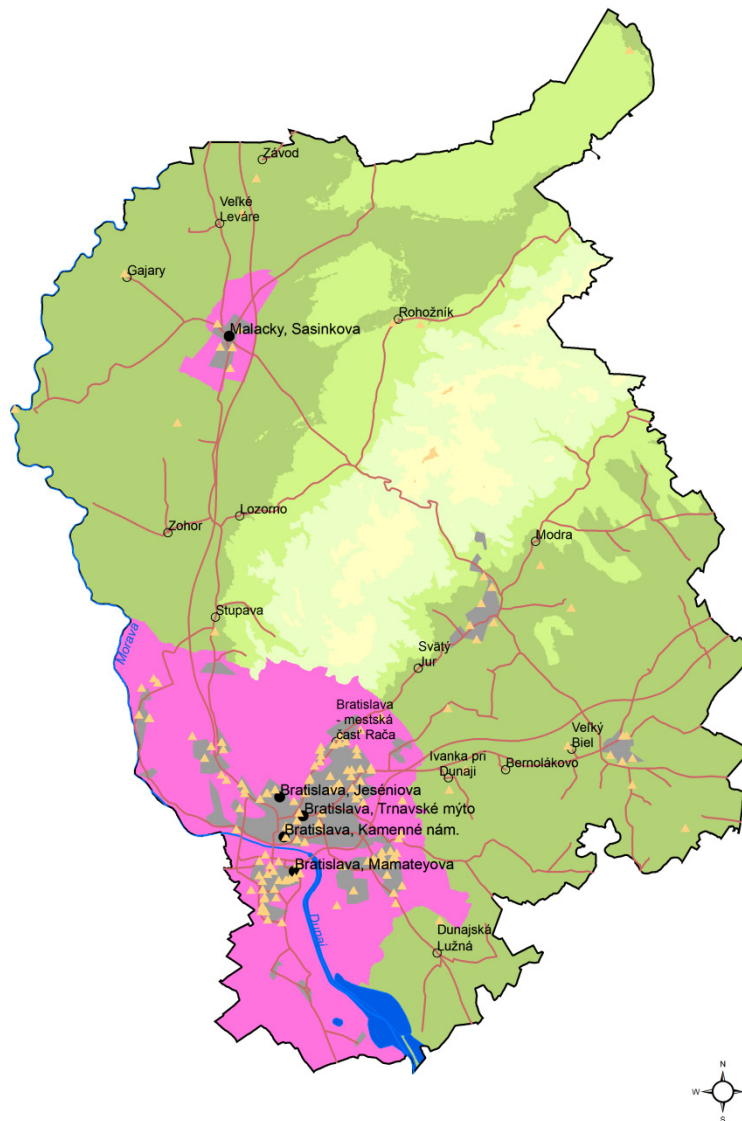 Závod
Veľké
Leváre
Gajary
Rohožník
Malacky, Sasinkova
Lozorno
Zohor
Modra
Stupava
Morava
Svätý
Jur
Bratislava
- mestská
časť Rača
Veľký
Biel
Ivanka pri
Dunaji
Bernolákovo
Bratislava, Jeséniova
Bratislava, Trnavské mýto
Bratislava, Kamenné nám.
Bratislava, Mamateyova
Dunaj
Dunajská
Lužná
N
W
E
S